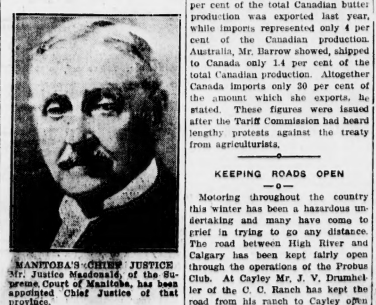 MANITOBA'S CHIEF JUSTICE
Mr. Justice Macdonald, of the Su-
preme Court of Manitoba, has been
appointed Chief Justice of that
province.
per cent of the total Canadian butter
production was exported last year,
while imports represented only 4 per
cent of the Canadian production.
Australia, Mr. Barrow showed, shipped
to Canada only 1.4 per cent of the
total Canadian production. Altogether
Canada imports only 30 per cent of
the amount which she exports, he
stated. These figures were issued
after the Tariff Commission had heard
lengthy protests against the treaty
from agriculturists.
KEEPING ROADS OPEN
Motoring throughout the country
this winter has been a hazardous un-
dertaking and many have come to
grief in trying to go any distance.
The road between High River and
Calgary has been kept fairly open
through the operations of the Probus
Club. At Cayley Mr. J. V. Drumhel-
ler of the C. C. Ranch has kept the
road from his ranch to Cayley open